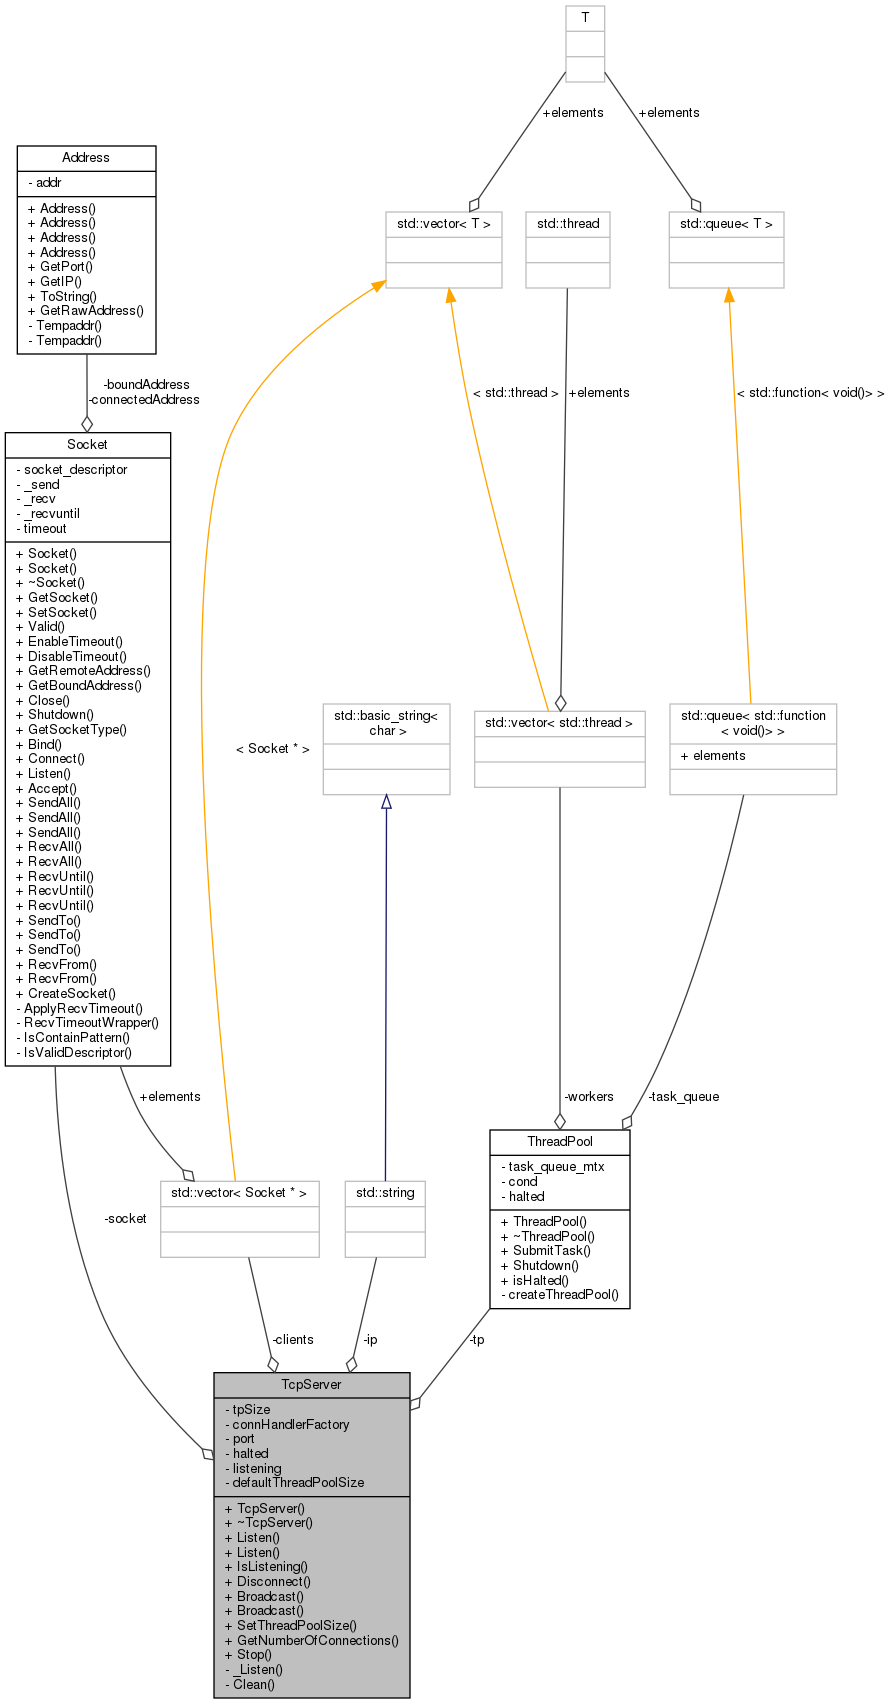 T
+elements
+elements
Address
- addr
+ Address()
+ Address()
+ Address()
+ Address()
+ GetPort()
+ GetIP()
+ ToString()
+ GetRawAddress()
- Tempaddr()
- Tempaddr()
std::vector< T >
std::thread
std::queue< T >
-boundAddress
-connectedAddress
< std::thread >
+elements
< std::function< void()> >
Socket
- socket_descriptor
- _send
- _recv
- _recvuntil
- timeout
+ Socket()
+ Socket()
+ ~Socket()
+ GetSocket()
+ SetSocket()
+ Valid()
+ EnableTimeout()
+ DisableTimeout()
+ GetRemoteAddress()
+ GetBoundAddress()
+ Close()
+ Shutdown()
+ GetSocketType()
+ Bind()
+ Connect()
+ Listen()
+ Accept()
+ SendAll()
+ SendAll()
+ SendAll()
+ RecvAll()
+ RecvAll()
+ RecvUntil()
+ RecvUntil()
+ RecvUntil()
+ SendTo()
+ SendTo()
+ SendTo()
+ RecvFrom()
+ RecvFrom()
+ CreateSocket()
- ApplyRecvTimeout()
- RecvTimeoutWrapper()
- IsContainPattern()
- IsValidDescriptor()
< Socket * >
std::basic_string<
char >
std::vector< std::thread >
std::queue< std::function
< void()> >
+ elements
+elements
-workers
-task_queue
ThreadPool
- task_queue_mtx
- cond
- halted
+ ThreadPool()
+ ~ThreadPool()
+ SubmitTask()
+ Shutdown()
+ isHalted()
- createThreadPool()
std::vector< Socket * >
std::string
-socket
-clients
-ip
-tp
TcpServer
- tpSize
- connHandlerFactory
- port
- halted
- listening
- defaultThreadPoolSize
+ TcpServer()
+ ~TcpServer()
+ Listen()
+ Listen()
+ IsListening()
+ Disconnect()
+ Broadcast()
+ Broadcast()
+ SetThreadPoolSize()
+ GetNumberOfConnections()
+ Stop()
- _Listen()
- Clean()